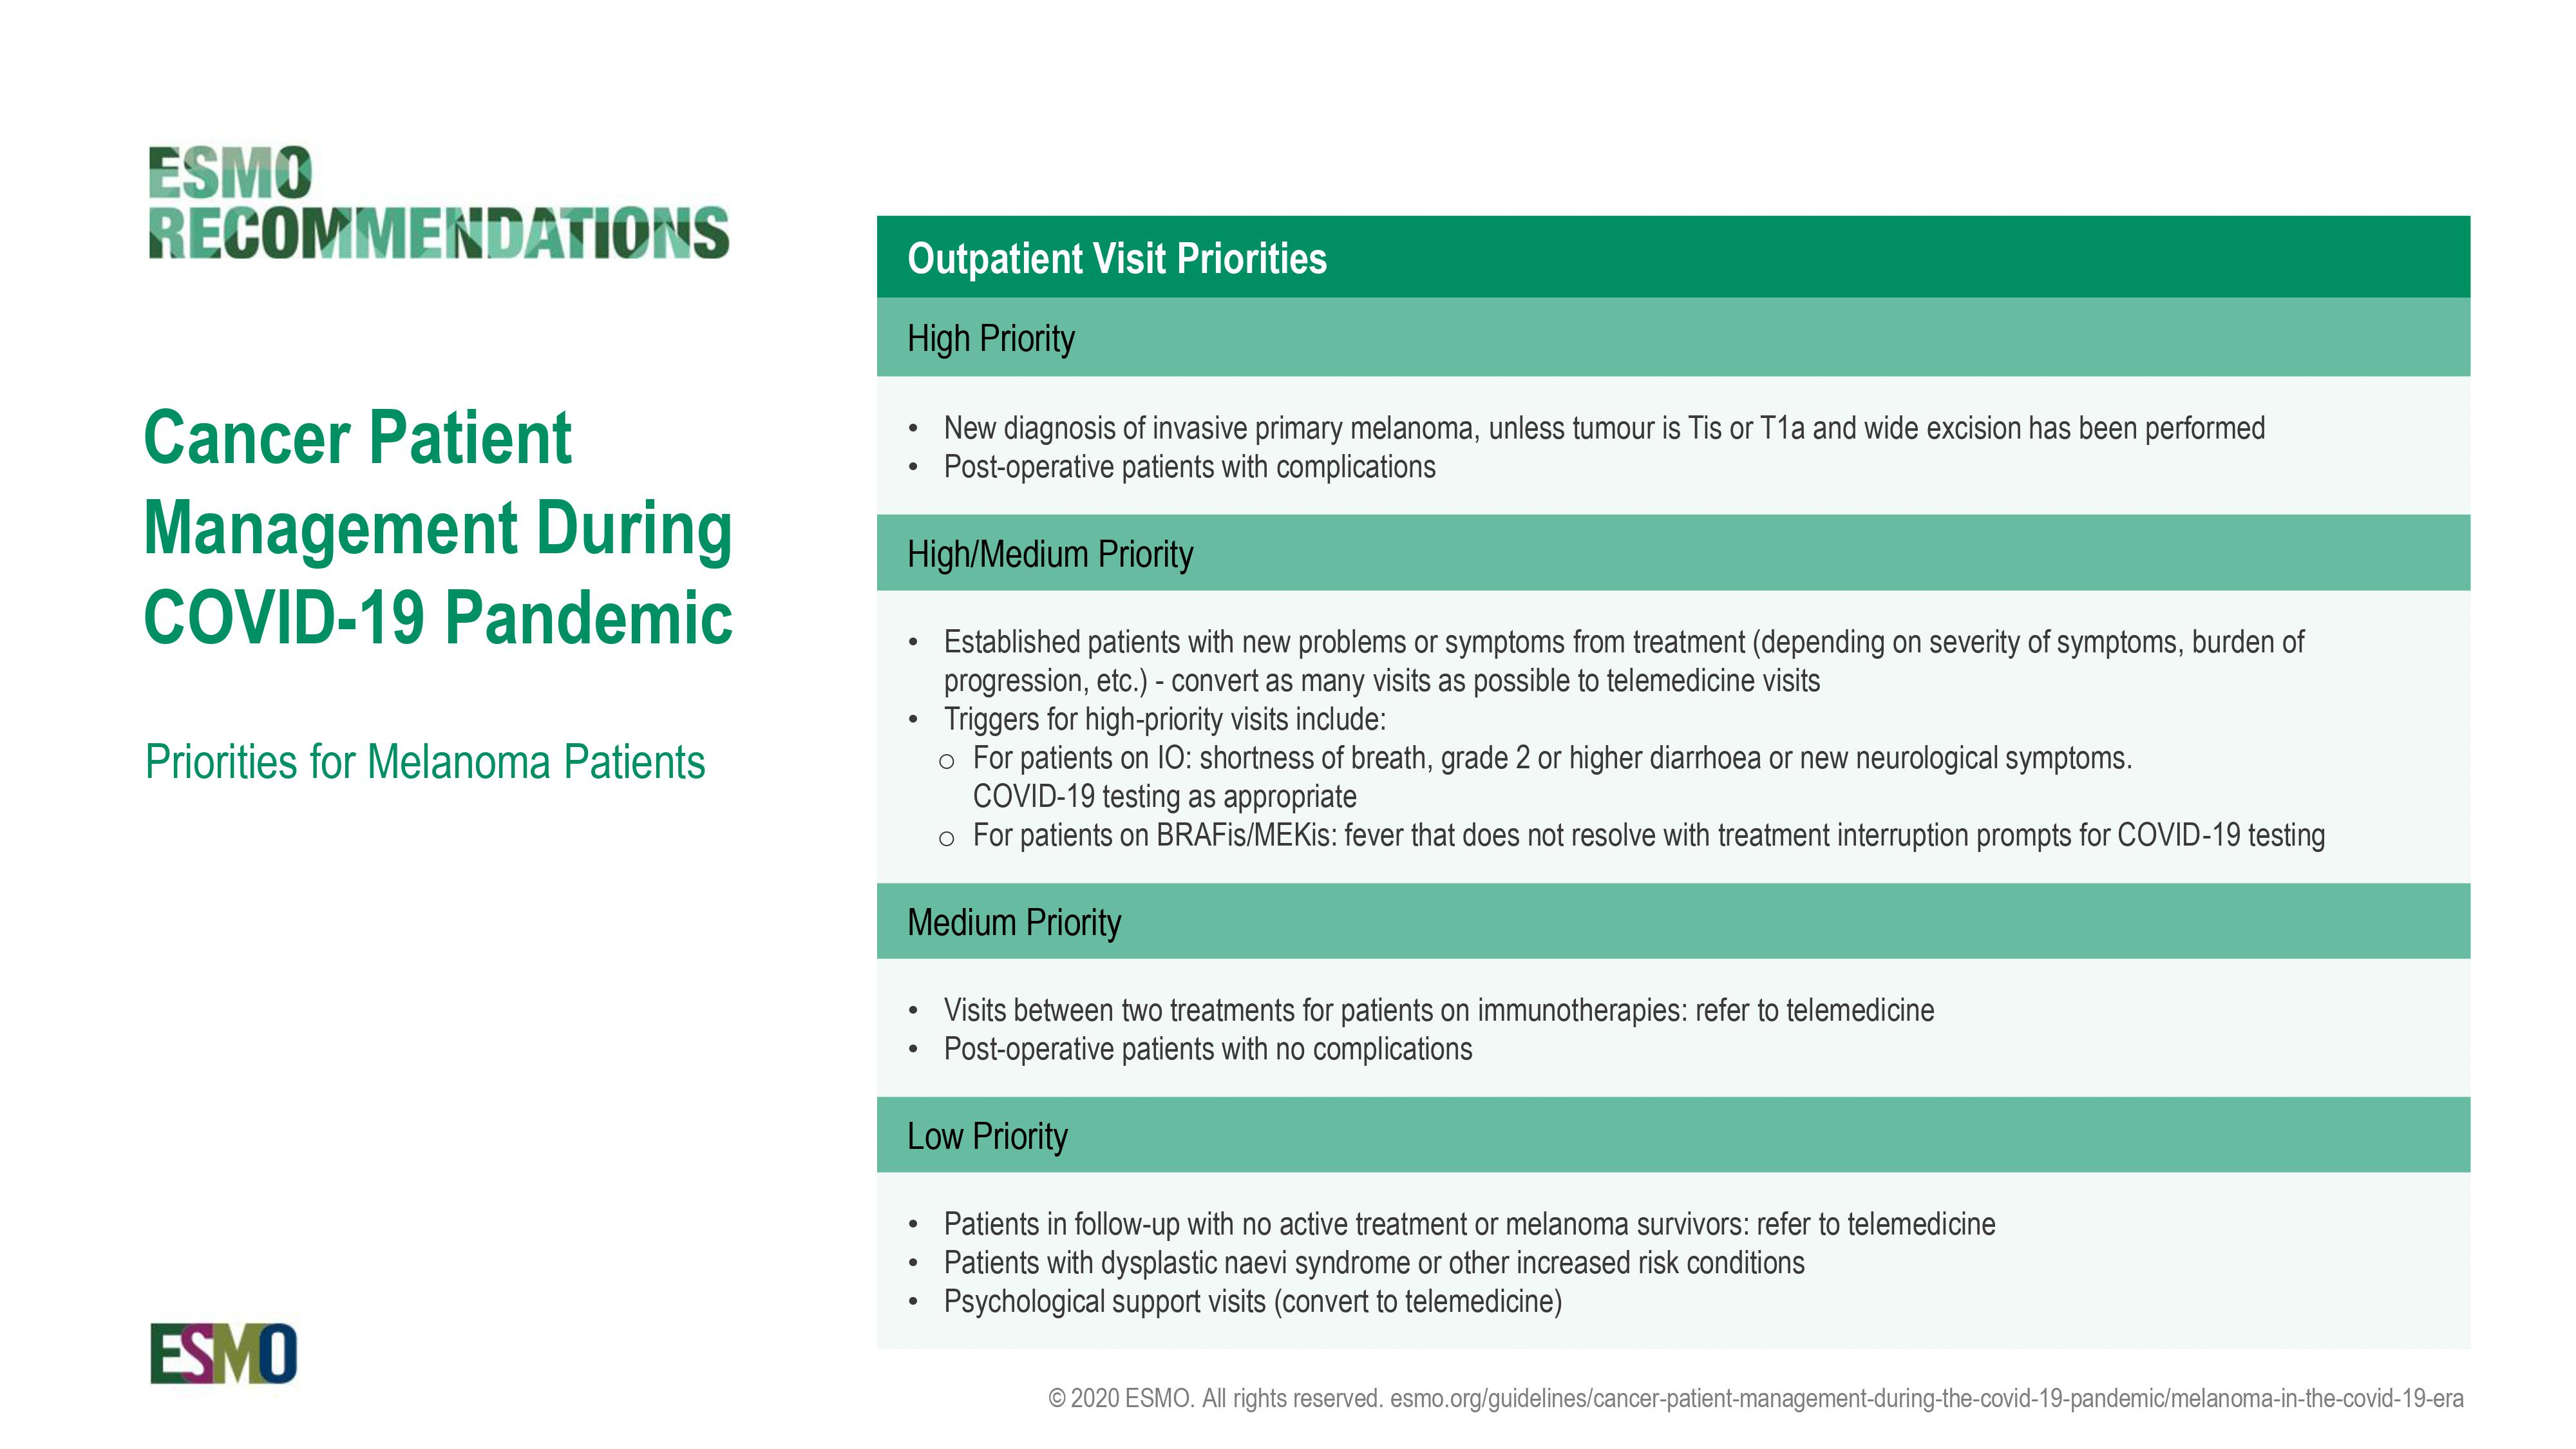 ESMO
RECOMMENDATIONS
Cancer Patient
Management During
COVID-19 Pandemic
Priorities for Melanoma Patients
ESMO
Outpatient Visit Priorities
High Priority
• New diagnosis of invasive primary melanoma, unless tumour is Tis or T1a and wide excision has been performed
• Post-operative patients with complications
High/Medium Priority
• Established patients with new problems or symptoms from treatment (depending on severity of symptoms, burden of
progression, etc.) - convert as many visits as possible to telemedicine visits
• Triggers for high-priority visits include:
o For patients on IO: shortness of breath, grade 2 or higher diarrhoea or new neurological symptoms.
COVID-19 testing as appropriate
o For patients on BRAFis/MEKis: fever that does not resolve with treatment interruption prompts for COVID-19 testing
Medium Priority
• Visits between two treatments for patients on immunotherapies: refer to telemedicine
• Post-operative patients with no complications
Low Priority
• Patients in follow-up with no active treatment or melanoma survivors: refer to telemedicine
• Patients with dysplastic naevi syndrome or other increased risk conditions
• Psychological support visits (convert to telemedicine)
© 2020 ESMO. All rights reserved. esmo.org/guidelines/cancer-patient-management-during-the-covid-19-pandemic/melanoma-in-the-covid-19-era